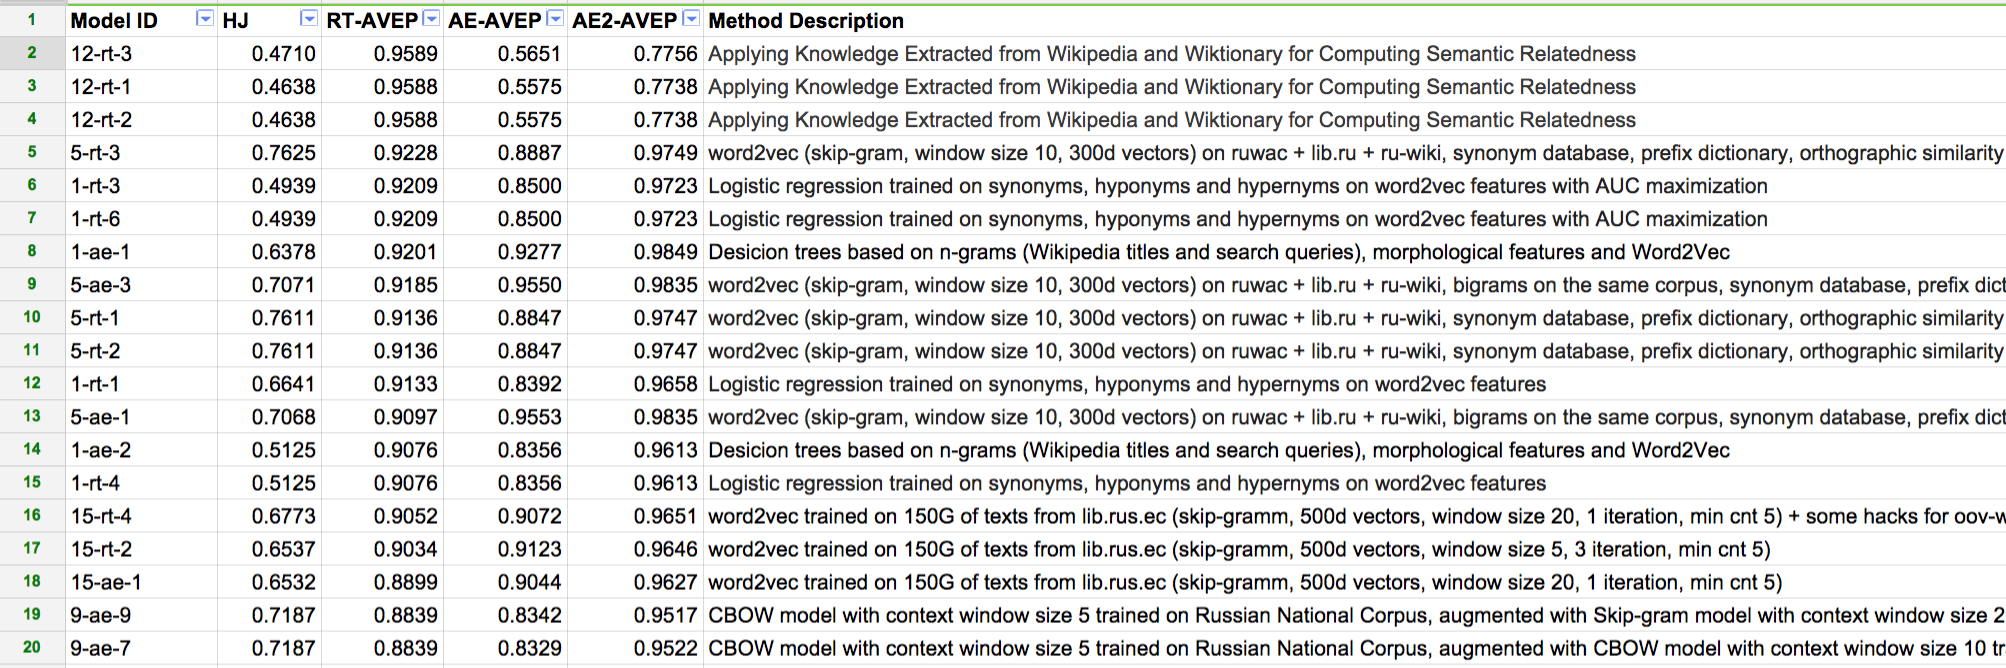 1 Model ID HJ RT-AVEP AE-AVEP AE2-AVEP Method Description
2 12-rt-3 0.4710 0.9589 0.5651 0.7756 Applying Knowledge Extracted from Wikipedia and Wiktionary for Computing Semantic Relatedness
3 12-rt-1 0.4638 0.9588 0.5575 0.7738 Applying Knowledge Extracted from Wikipedia and Wiktionary for Computing Semantic Relatedness
4 12-rt-2 0.4638 0.9588 0.5575 0.7738 Applying Knowledge Extracted from Wikipedia and Wiktionary for Computing Semantic Relatedness
5 5-rt-3 0.7625 0.9228 0.8887 0.9749 word2vec (skip-gram, window size 10, 300d vectors) on ruwac + lib.ru + ru-wiki, synonym database, prefix dictionary, orthographic similarity
6 1-rt-3 0.4939 0.9209 0.8500 0.9723 Logistic regression trained on synonyms, hyponyms and hypernyms on word2vec features with AUC maximization
7 1-rt-6 0.4939 0.9209 0.8500 0.9723 Logistic regression trained on synonyms, hyponyms and hypernyms on word2vec features with AUC maximization
8 1-ae-1 0.6378 0.9201 0.9277 0.9849 Desicion trees based on n-grams (Wikipedia titles and search queries), morphological features and Word2Vec
9 5-ae-3 0.7071 0.9185 0.9550 0.9835 word2vec (skip-gram, window size 10, 300d vectors) on ruwac + lib.ru + ru-wiki, bigrams on the same corpus, synonym database, prefix dict
10 5-rt-1 0.7611 0.9136 0.8847 0.9747 word2vec (skip-gram, window size 10, 300d vectors) on ruwac + lib.ru + ru-wiki, synonym database, prefix dictionary, orthographic similarity
11 5-rt-2 0.7611 0.9136 0.8847 0.9747 word2vec (skip-gram, window size 10, 300d vectors) on ruwac + lib.ru + ru-wiki, synonym database, prefix dictionary, orthographic similarity
12 1-rt-1 0.6641 0.9133 0.8392 0.9658 Logistic regression trained on synonyms, hyponyms and hypernyms on word2vec features
13 5-ae-1 0.7068 0.9097 0.9553 0.9835 word2vec (skip-gram, window size 10, 300d vectors) on ruwac + lib.ru + ru-wiki, bigrams on the same corpus, synonym database, prefix dict
14 1-ae-2 0.5125 0.9076 0.8356 0.9613 Desicion trees based on n-grams (Wikipedia titles and search queries), morphological features and Word2Vec
15 1-rt-4 0.5125 0.9076 0.8356 0.9613 Logistic regression trained on synonyms, hyponyms and hypernyms on word2vec features
16 15-rt-4 0.6773 0.9052 0.9072 0.9651 word2vec trained on 150G of texts from lib.rus.ec (skip-gramm, 500d vectors, window size 20, 1 iteration, min cnt 5) + some hacks for oov-w
17 15-rt-2 0.6537 0.9034 0.9123 0.9646 word2vec trained on 150G of texts from lib.rus.ec (skip-gramm, 500d vectors, window size 5, 3 iteration, min cnt 5)
18 15-ae-1 0.6532 0.8899 0.9044 0.9627 word2vec trained on 150G of texts from lib.rus.ec (skip-gramm, 500d vectors, window size 20, 1 iteration, min cnt 5)
19 9-ae-9 0.7187 0.8839 0.8342 0.9517 CBOW model with context window size 5 trained on Russian National Corpus, augmented with Skip-gram model with context window size 2
20 9-ae-7 0.7187 0.8839 0.8329 0.9522 CBOW model with context window size 5 trained on Russian National Corpus, augmented with CBOW model with context window size 10 tr